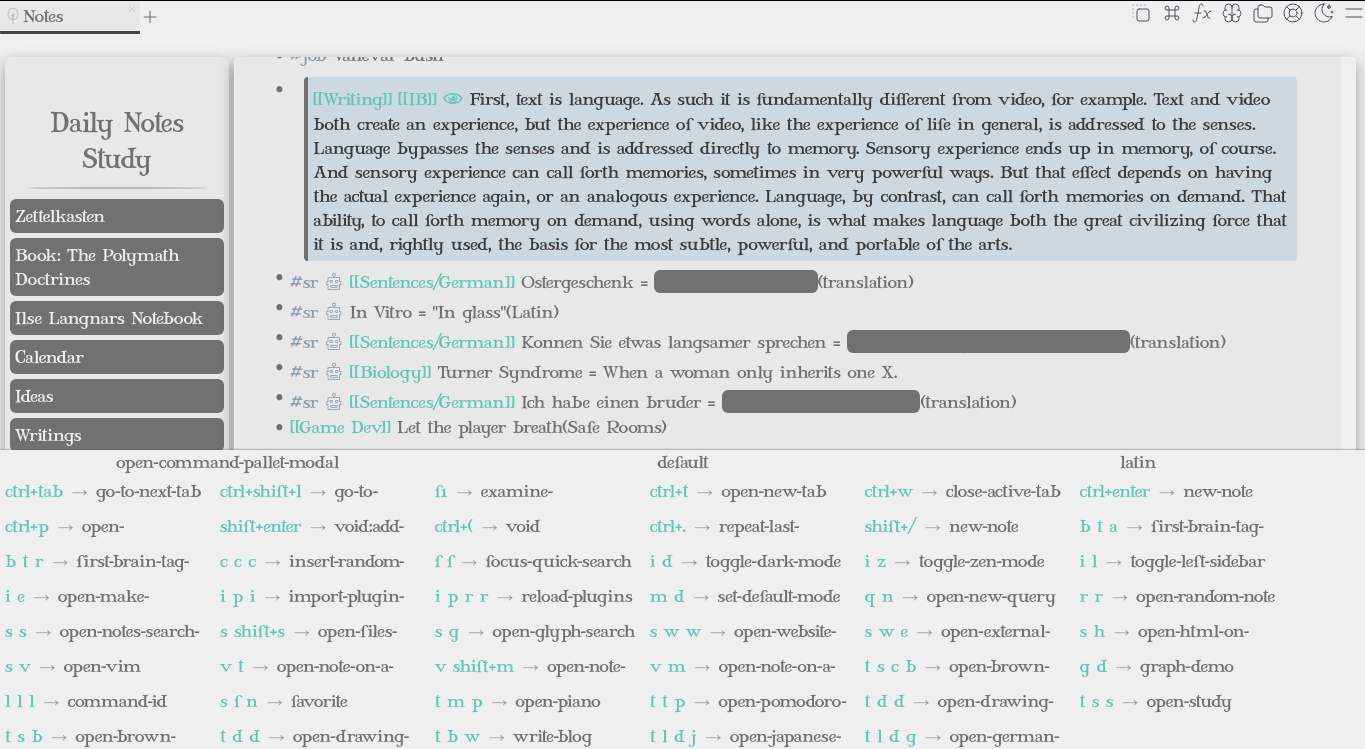 Notes
#job Vanevar Bush
Daily Notes
Study
Zettelkasten
Book: The Polymath
Doctrines
Ilse Langnars Notebook
Calendar
Ideas
Writings
[[Writing]] [[IB]] First, text is language. As such it is fundamentally different from video, for example. Text and video
both create an experience, but the experience of video, like the experience of life in general, is addressed to the senses.
Language bypasses the senses and is addressed directly to memory. Sensory experience ends up in memory, of course.
And sensory experience can call forth memories, sometimes in very powerful ways. But that effect depends on having
the actual experience again, or an analogous experience. Language, by contrast, can call forth memories on demand. That
ability, to call forth memory on demand, using words alone, is what makes language both the great civilizing force that
it is and, rightly used, the basis for the most subtle, powerful, and portable of the arts.
#sr [[Sentences/German]] Ostergeschenk = (translation)
#sr In Vitro = "In glass"(Latin)
#sr [[Sentences/German]] Konnen Sie etwas langsamer sprechen = (translation)
#sr [[Biology]] Turner Syndrome = When a woman only inherits one X.
#sr [[Sentences/German]] Ich habe einen bruder = (translation)
[[Game Dev]] Let the player breath(Safe Rooms)
open-command-pallet-modal default latin
ctrl+tab → go-to-next-tab ctrl+shift+l → go-to- f1 → examine- ctrl+t → open-new-tab ctrl+w → close-active-tab ctrl+enter → new-note
ctrl+p → open- shift+enter → void:add- ctrl+( → void ctrl+. → repeat-last- shift+/ → new-note b t a → first-brain-tag-
b t r → first-brain-tag- c c c → insert-random- f f → focus-quick-search i d → toggle-dark-mode i z → toggle-zen-mode i l → toggle-left-sidebar
i e → open-make- i p i → import-plugin- i p r r → reload-plugins m d → set-default-mode q n → open-new-query r r → open-random-note
s s → open-notes-search- s shift+s → open-files- s g → open-glyph-search s w w → open-website- s w e → open-external- s h → open-html-on-
s v → open-vim v t → open-note-on-a- v shift+m → open-note- v m → open-note-on-a- t s c b → open-brown- g d → graph-demo
l l l → command-id s f n → favorite t m p → open-piano t t p → open-pomodoro- t d d → open-drawing- t s s → open-study
t s b → open-brown- t d d → open-drawing- t b w → write-blog t l d j → open-japanese- t l d g → open-german-